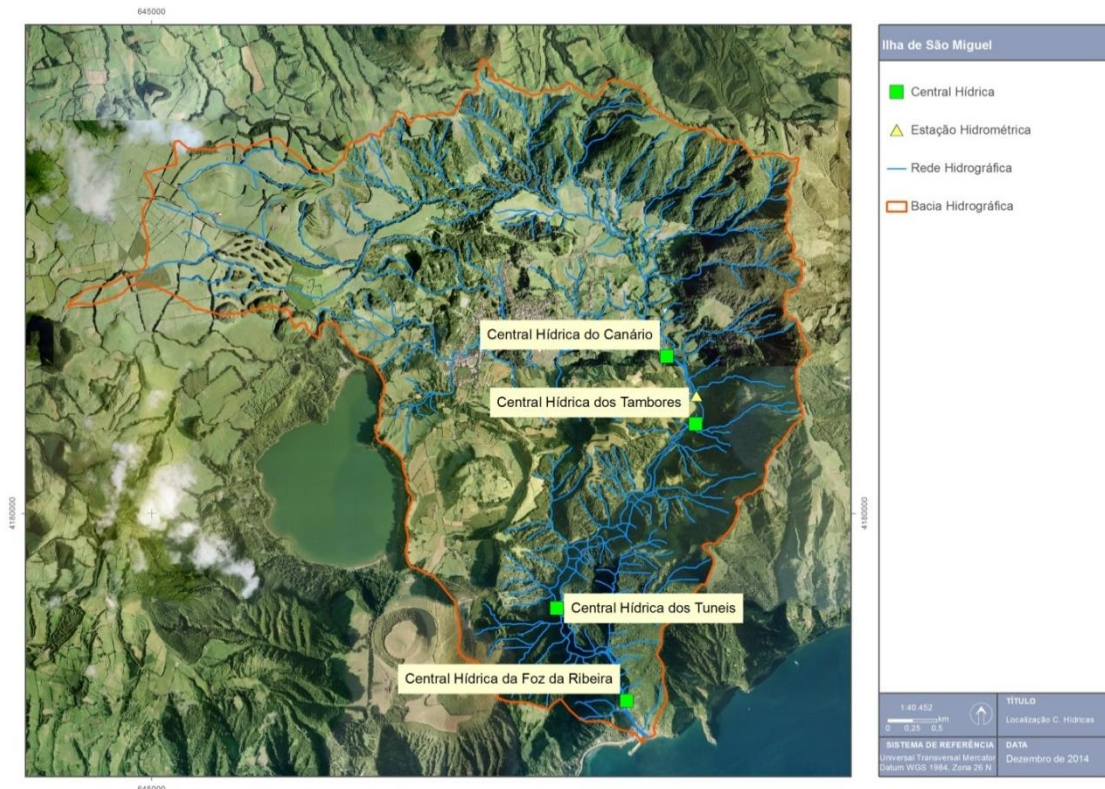 645000
Ilha de São Miguel
Central Hídrica
Estação Hidrométrica
Rede Hidrográfica
Bacia Hidrográfica
Central Hídrica do Canário
Central Hídrica dos Tambores
4180000
4180000
Central Hídrica dos Tuneis
Central Hídrica da Foz da Ribeira
1:40.452
km
0 0,25 0,5
TÍTULO
Localização C. Hídricas
SISTEMA DE REFERÊNCIA
Universal Transversal Mercator
Datum WGS 1984, Zona 26 N
DATA
Dezembro de 2014
645000